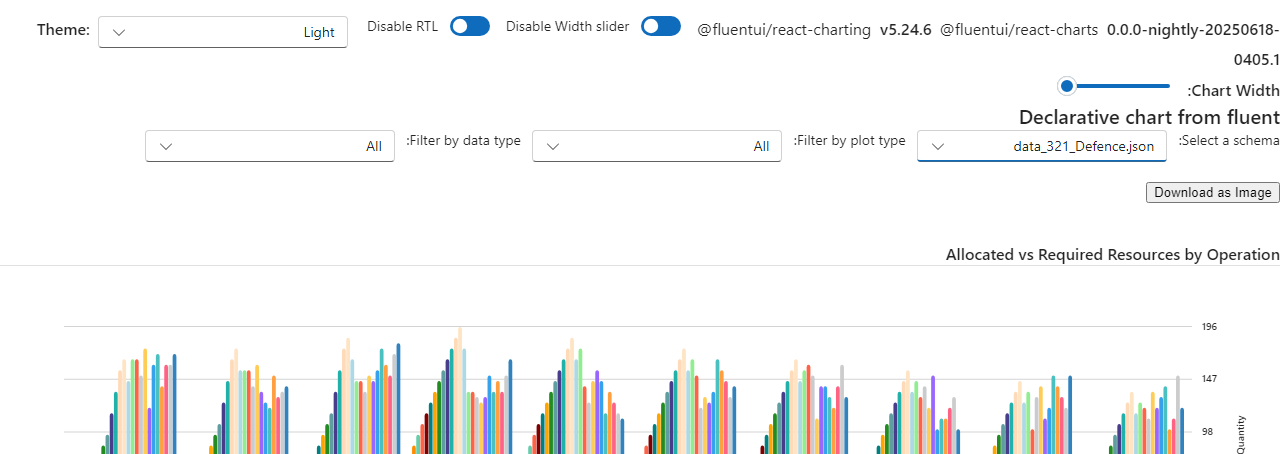 Theme: Light Disable RTL Disable Width slider @fluentui/react-charting v5.24.6 @fluentui/react-charts 0.0.0-nightly-20250618-
0405.1
:Chart Width
Declarative chart from fluent
:Select a schema data_321_Defence.json :Filter by plot type All :Filter by data type All
Download as Image
Allocated vs Required Resources by Operation
196
147
98
Quantity